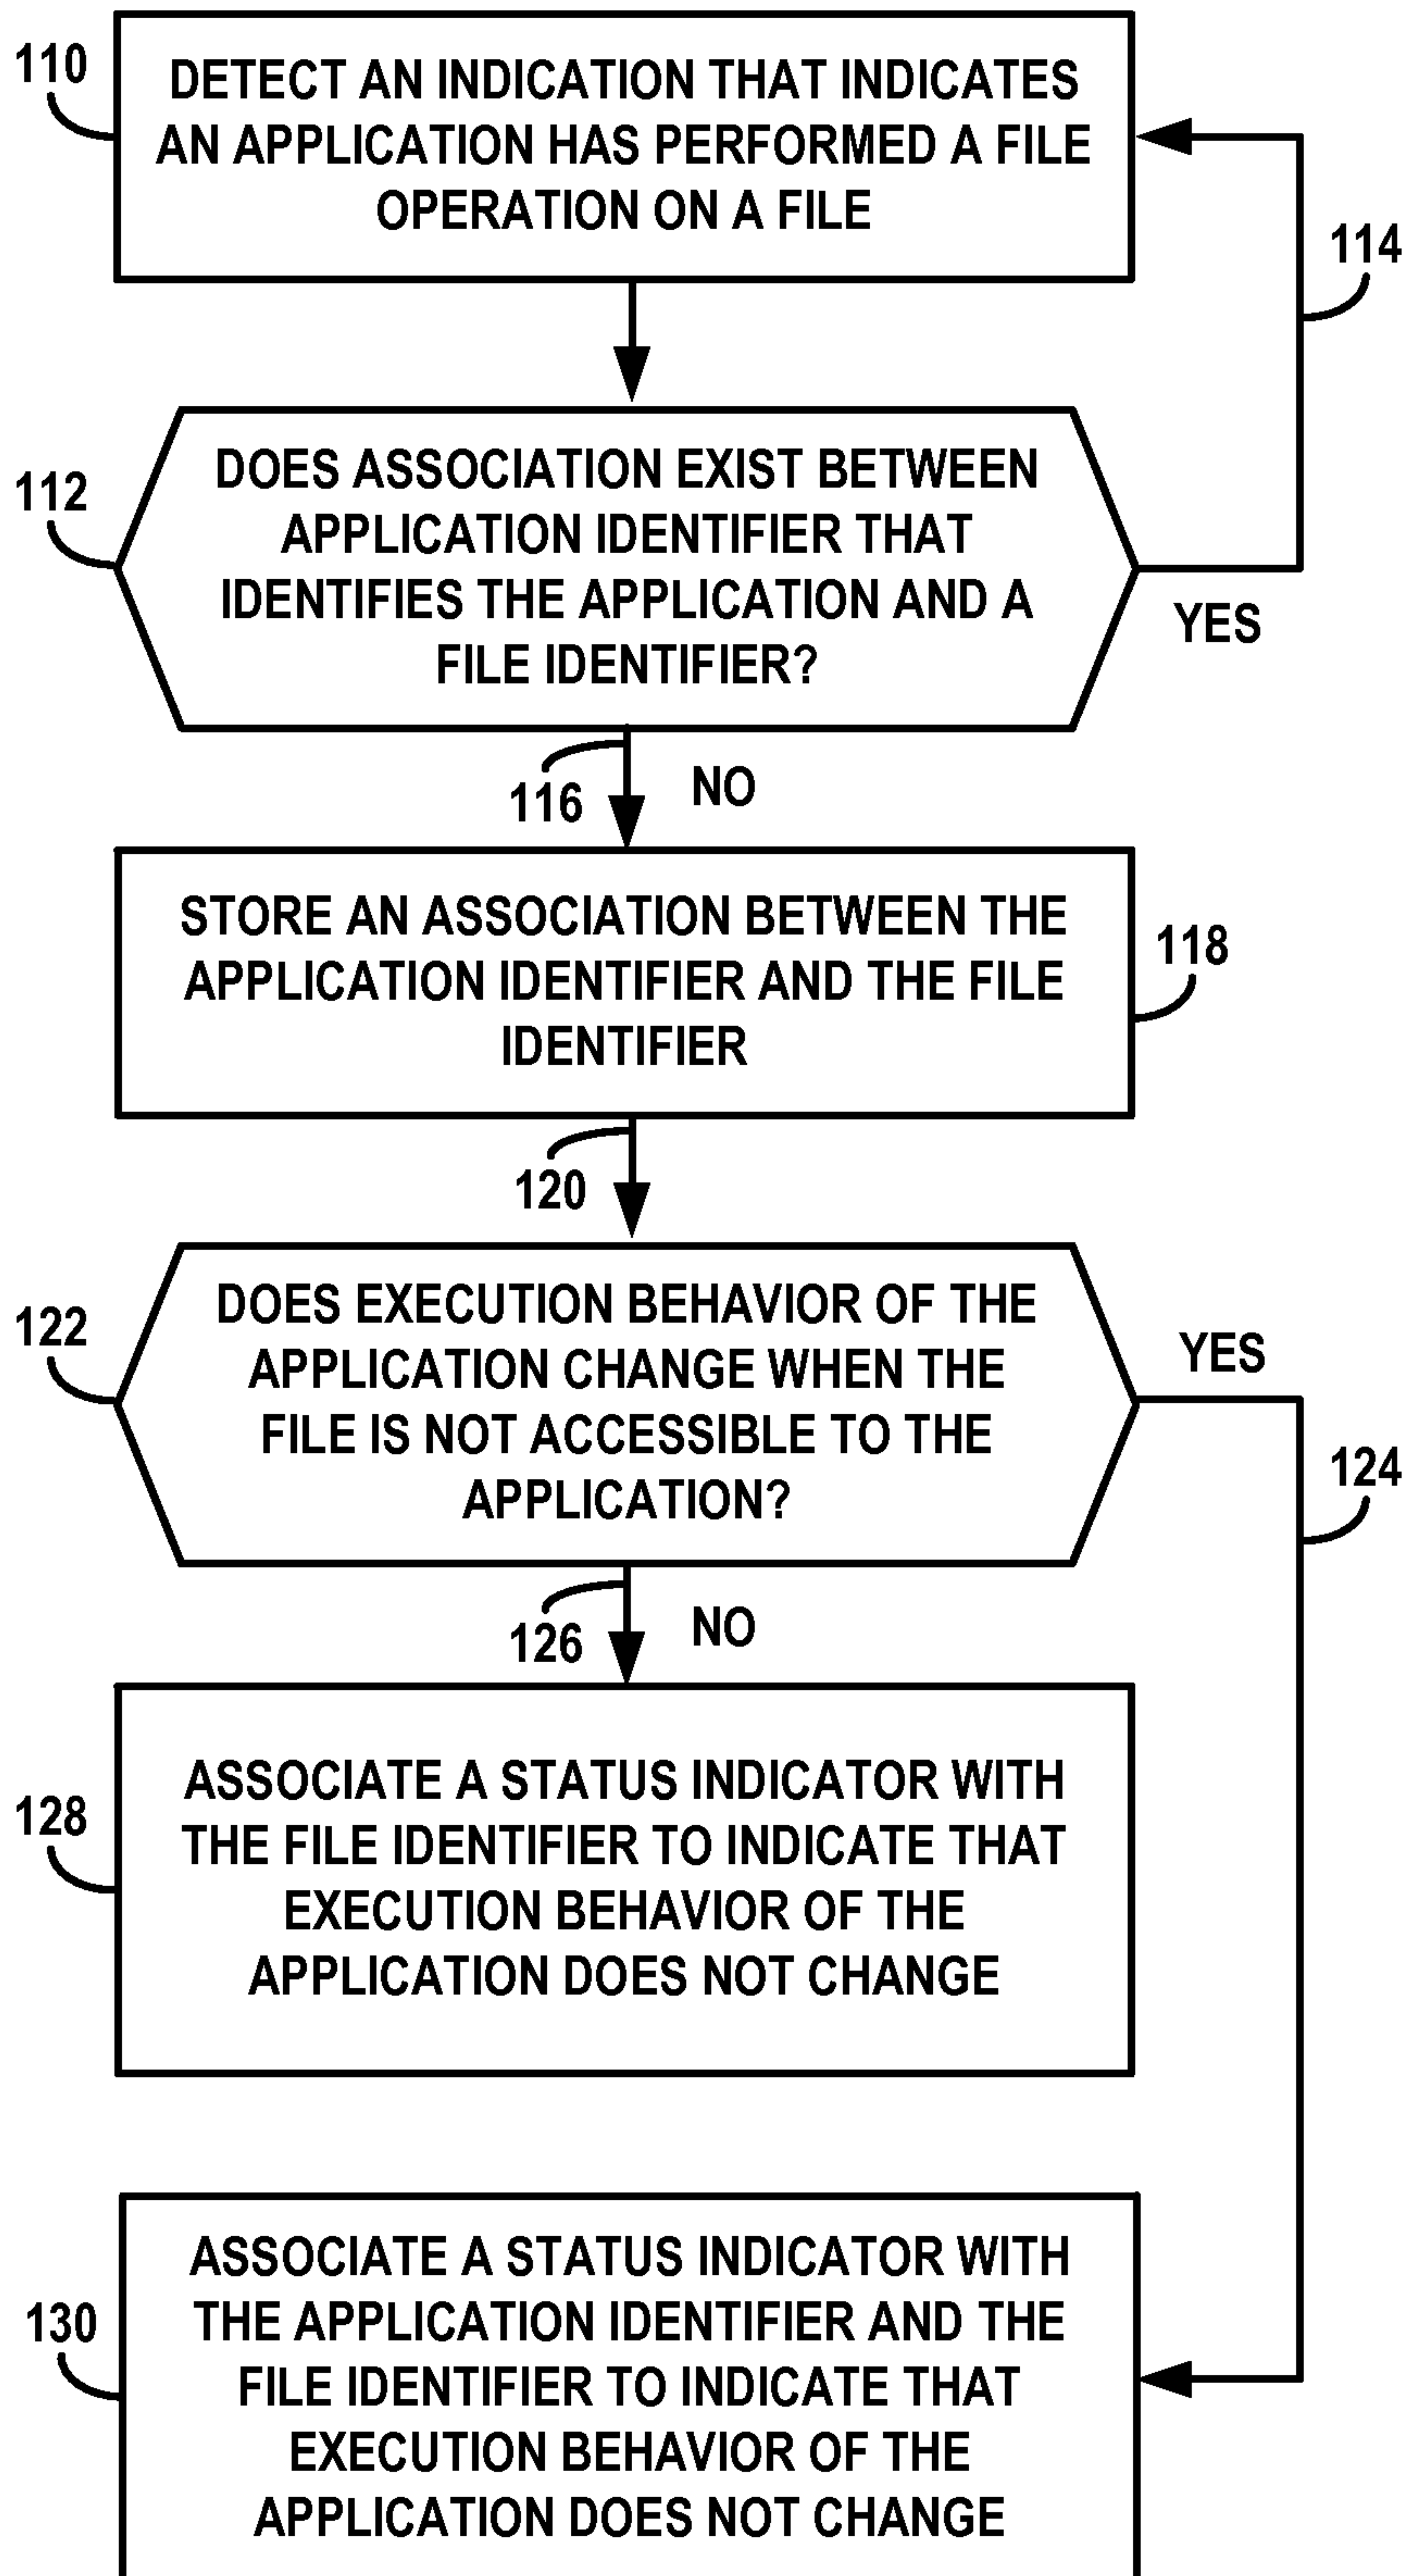 110
DETECT AN INDICATION THAT INDICATES
AN APPLICATION HAS PERFORMED A FILE
OPERATION ON A FILE
114
112
DOES ASSOCIATION EXIST BETWEEN
APPLICATION IDENTIFIER THAT
IDENTIFIES THE APPLICATION AND A
FILE IDENTIFIER?
YES
116
NO
STORE AN ASSOCIATION BETWEEN THE
APPLICATION IDENTIFIER AND THE FILE
IDENTIFIER
118
120
122
DOES EXECUTION BEHAVIOR OF THE
APPLICATION CHANGE WHEN THE
FILE IS NOT ACCESSIBLE TO THE
APPLICATION?
YES
124
126
NO
128
ASSOCIATE A STATUS INDICATOR WITH
THE FILE IDENTIFIER TO INDICATE THAT
EXECUTION BEHAVIOR OF THE
APPLICATION DOES NOT CHANGE
130
ASSOCIATE A STATUS INDICATOR WITH
THE APPLICATION IDENTIFIER AND THE
FILE IDENTIFIER TO INDICATE THAT
EXECUTION BEHAVIOR OF THE
APPLICATION DOES NOT CHANGE